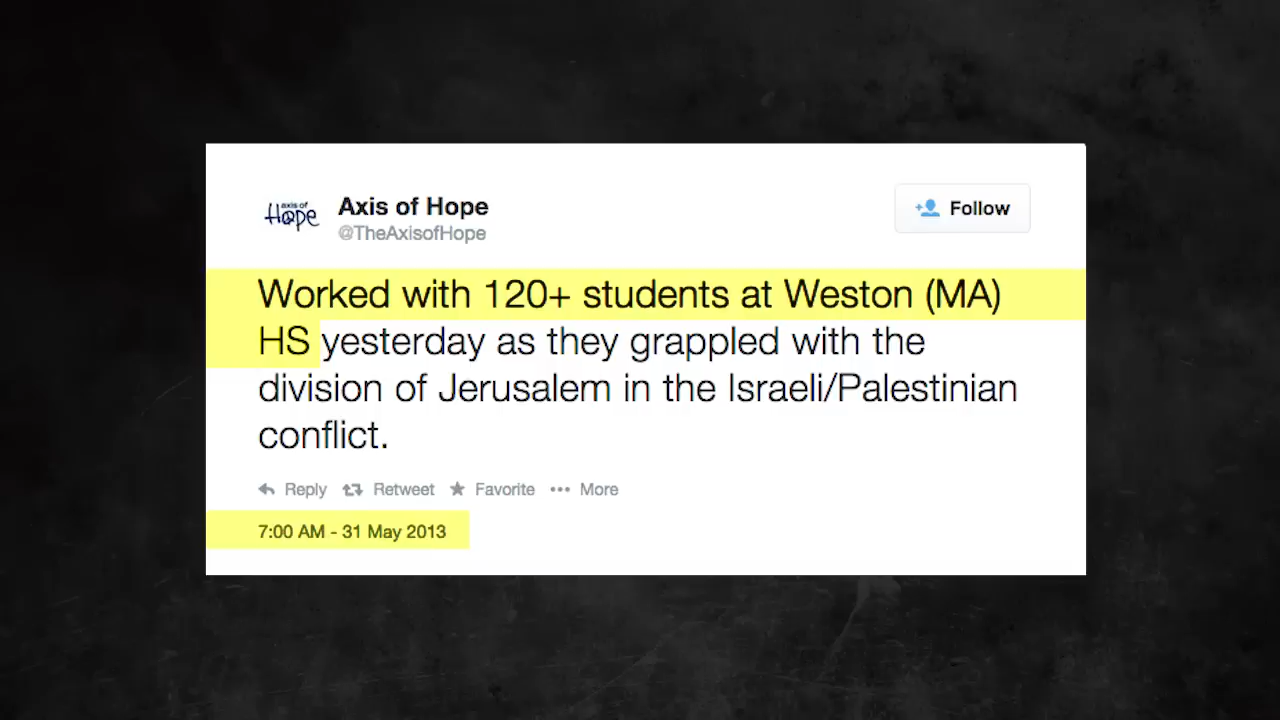 axis of
Hope
Axis of Hope
@TheAxisofHope
Follow
Worked with 120+ students at Weston (MA)
HS yesterday as they grappled with the
division of Jerusalem in the Israeli/Palestinian
conflict.
Reply Retweet Favorite More
7:00 AM - 31 May 2013